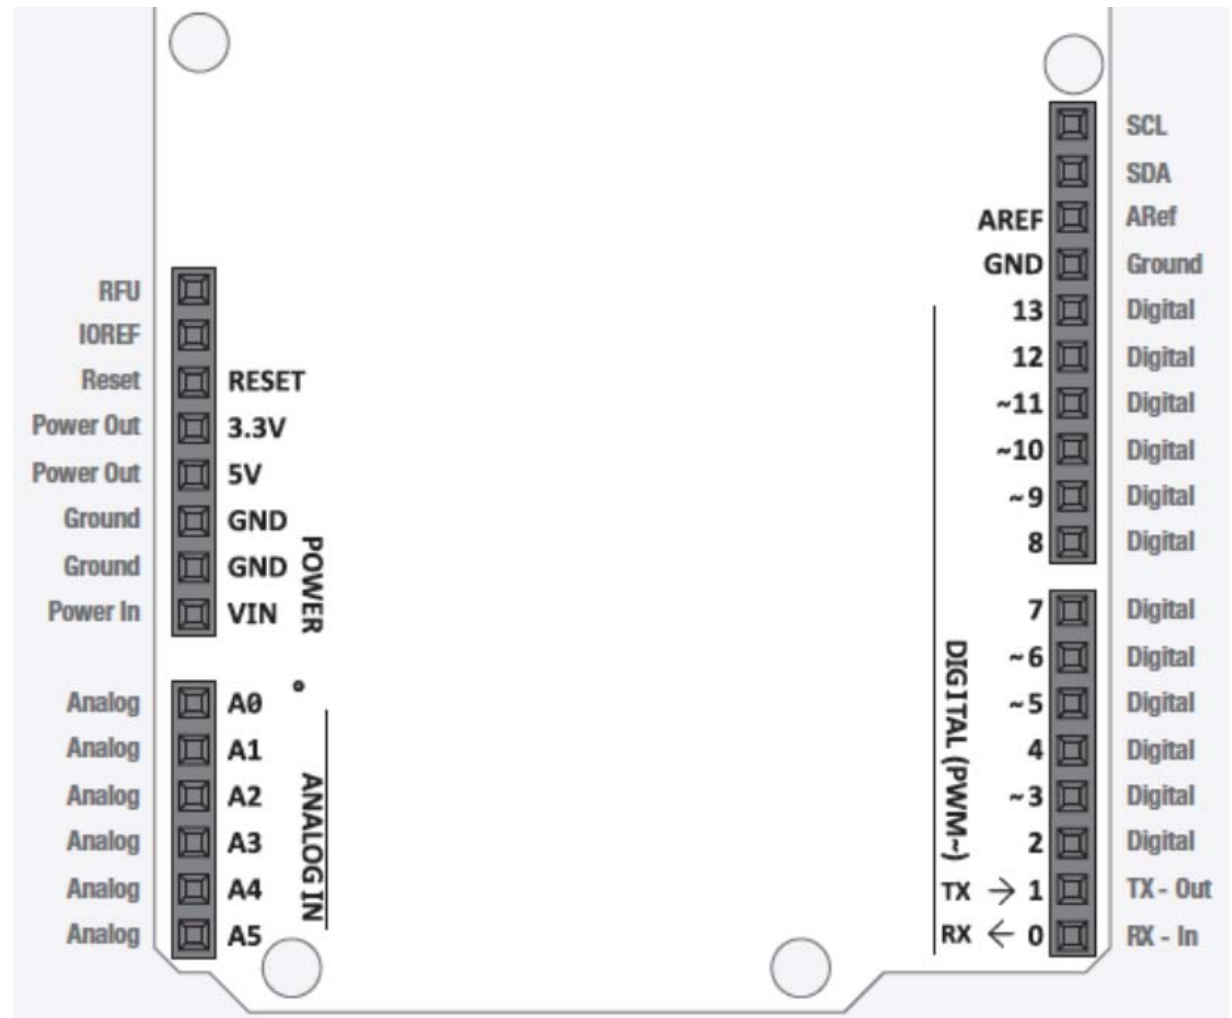 RFU
IOREF
Reset RESET
Power Out 3.3V
Power Out 5V
Ground GND
Ground GND
Power In VIN
POWER
Analog A0
Analog A1
Analog A2
Analog A3
Analog A4
Analog A5
ANALOG IN
SCL
SDA
AREF ARef
GND Ground
13 Digital
12 Digital
~11 Digital
~10 Digital
~9 Digital
8 Digital
7 Digital
~6 Digital
~5 Digital
4 Digital
~3 Digital
2 Digital
TX → 1 TX - Out
RX ← 0 RX - In
DIGITAL (PWM~)